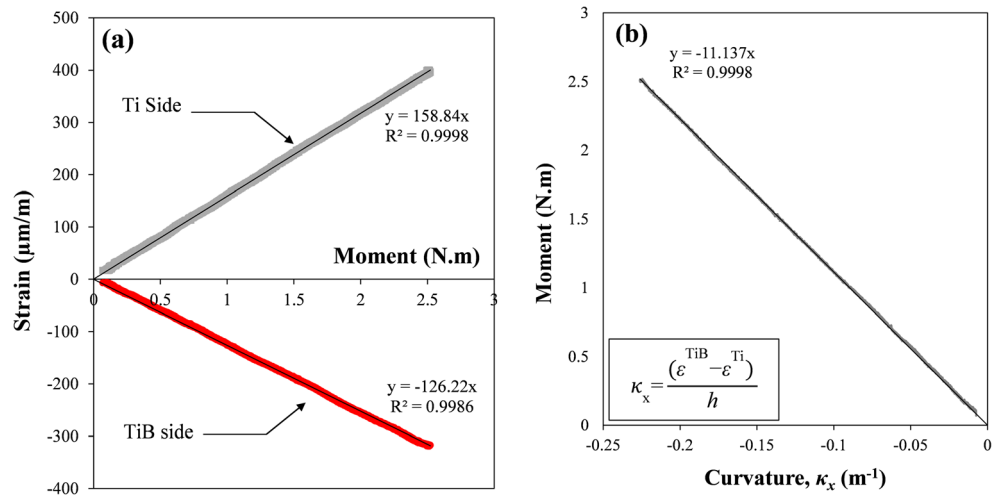 (a)
500
400
300
200
100
0
-100
-200
-300
-400
Strain (µm/m)
Ti Side
y = 158.84x
R² = 0.9998
Moment (N.m)
0 0.5 1 1.5 2 2.5 3
y = -126.22x
R² = 0.9986
TiB side
(b)
3
2.5
2
1.5
1
0.5
0
Moment (N.m)
y = -11.137x
R² = 0.9998
κx = (ε^TiB − ε^Ti) / h
-0.25 -0.2 -0.15 -0.1 -0.05 0
Curvature, κx (m⁻¹)